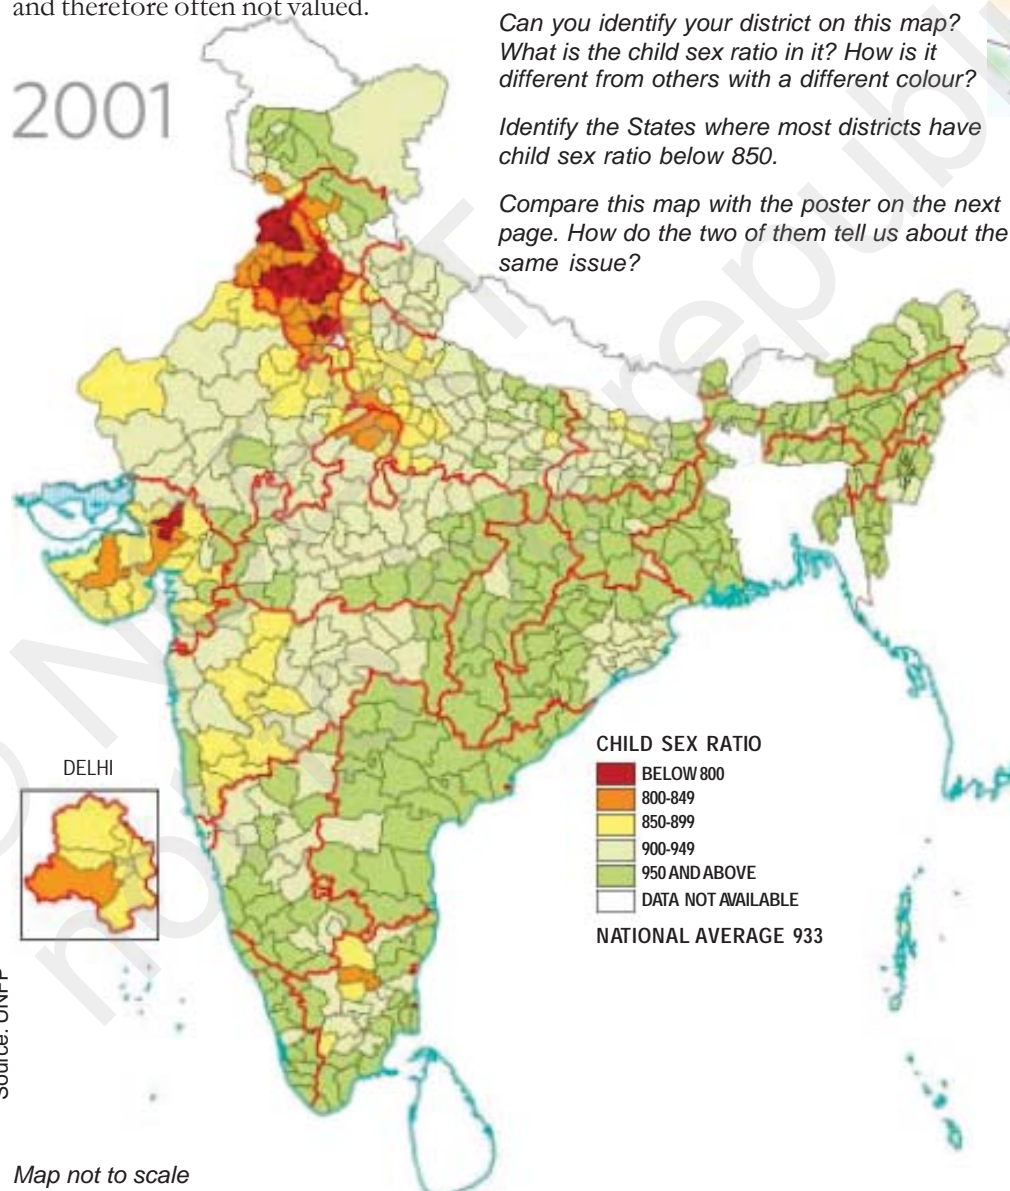 and therefore often not valued.
Can you identify your district on this map?
What is the child sex ratio in it? How is it
different from others with a different colour?
Identify the States where most districts have
child sex ratio below 850.
Compare this map with the poster on the next
page. How do the two of them tell us about the
same issue?
2001
DELHI
CHILD SEX RATIO
BELOW 800
800-849
850-899
900-949
950 AND ABOVE
DATA NOT AVAILABLE
NATIONAL AVERAGE 933
Source: UNFP
Map not to scale
republi